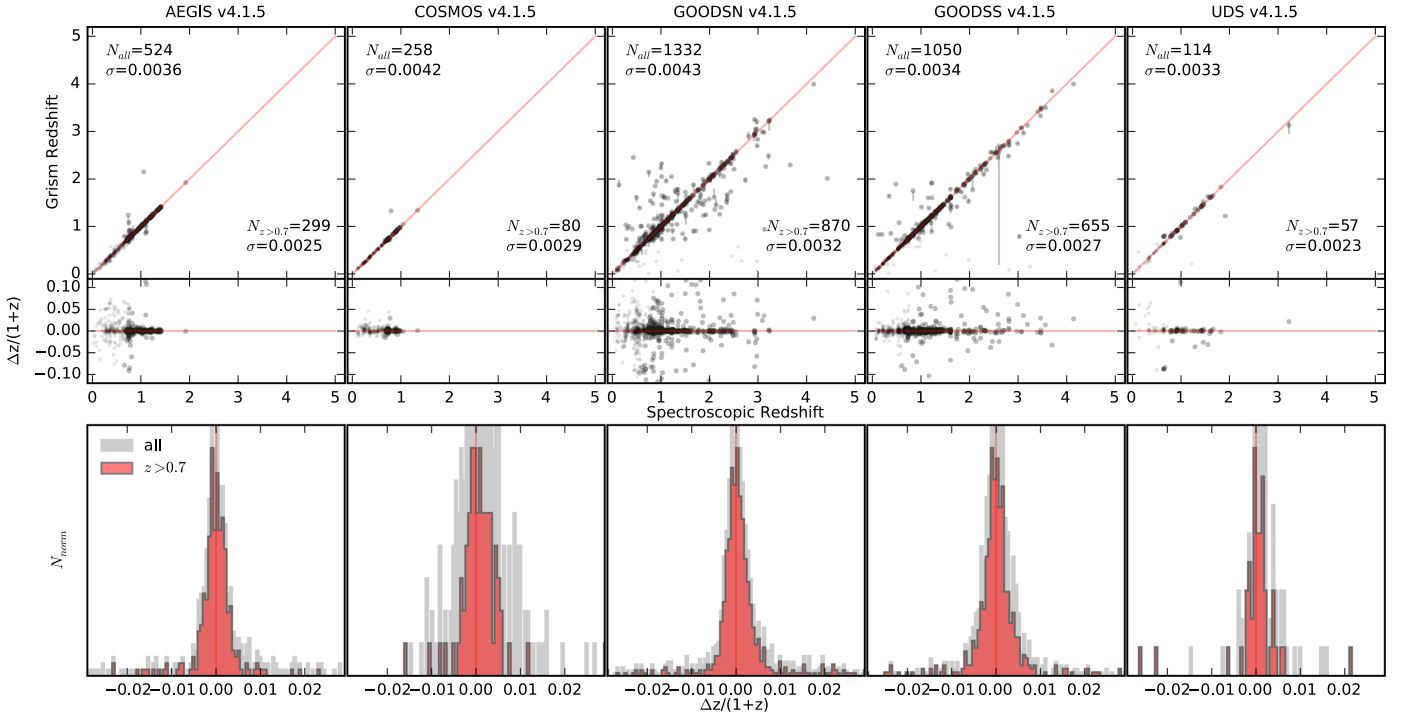 AEGIS v4.1.5 COSMOS v4.1.5 GOODSN v4.1.5 GOODSS v4.1.5 UDS v4.1.5
N_all=524 N_all=258 N_all=1332 N_all=1050 N_all=114
σ=0.0036 σ=0.0042 σ=0.0043 σ=0.0034 σ=0.0033
Grism Redshift
5
4
3
2
1
0
N_z>0.7=299 N_z>0.7=80 N_z>0.7=870 N_z>0.7=655 N_z>0.7=57
σ=0.0025 σ=0.0029 σ=0.0032 σ=0.0027 σ=0.0023
Δz/(1+z)
0.10
0.05
0.00
−0.05
−0.10
0 1 2 3 4 5 0 1 2 3 4 5 0 1 2 3 4 5 0 1 2 3 4 5 0 1 2 3 4 5
Spectroscopic Redshift
all
z>0.7
N_norm
−0.02 −0.01 0.00 0.01 0.02 −0.02 −0.01 0.00 0.01 0.02 −0.02 −0.01 0.00 0.01 0.02 −0.02 −0.01 0.00 0.01 0.02 −0.02 −0.01 0.00 0.01 0.02
Δz/(1+z)